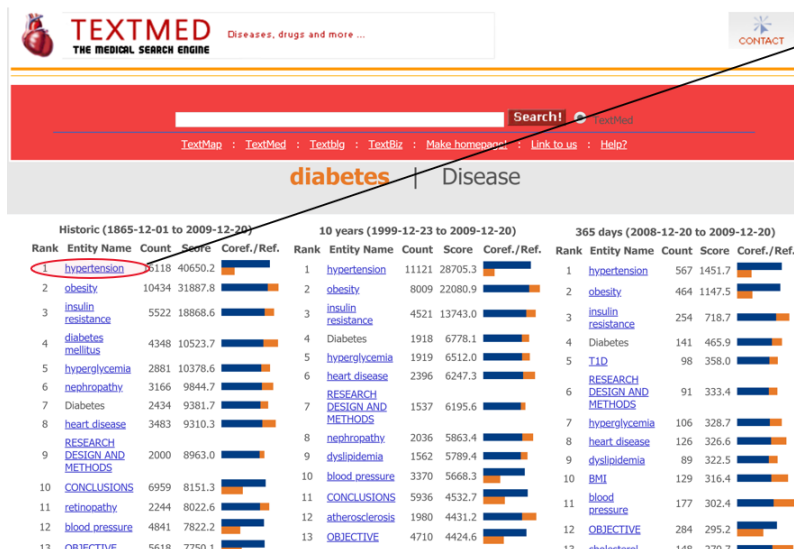 TEXTMED
THE MEDICAL SEARCH ENGINE
Diseases, drugs and more ...
CONTACT
Search!
TextMed
TextMap : TextMed : Textblg : TextBiz : Make homepage! : Link to us : Help?
diabetes | Disease
Historic (1865-12-01 to 2009-12-20)
Rank Entity Name Count Score Coref./Ref.
1 hypertension 6118 40650.2
2 obesity 10434 31887.8
3 insulin resistance 5522 18868.6
4 diabetes mellitus 4348 10523.7
5 hyperglycemia 2881 10378.6
6 nephropathy 3166 9844.7
7 Diabetes 2434 9381.7
8 heart disease 3483 9310.3
9 RESEARCH DESIGN AND METHODS 2000 8963.0
10 CONCLUSIONS 6959 8151.3
11 retinopathy 2244 8022.6
12 blood pressure 4841 7822.2
13 OBJECTIVE 5618 7750.1
10 years (1999-12-23 to 2009-12-20)
Rank Entity Name Count Score Coref./Ref.
1 hypertension 11121 28705.3
2 obesity 8009 22080.9
3 insulin resistance 4521 13743.0
4 Diabetes 1918 6778.1
5 hyperglycemia 1919 6512.0
6 heart disease 2396 6247.3
7 RESEARCH DESIGN AND METHODS 1537 6195.6
8 nephropathy 2036 5863.4
9 dyslipidemia 1562 5789.4
10 blood pressure 3370 5668.3
11 CONCLUSIONS 5936 4532.7
12 atherosclerosis 1980 4431.2
13 OBJECTIVE 4710 4424.6
365 days (2008-12-20 to 2009-12-20)
Rank Entity Name Count Score Coref./Ref.
1 hypertension 567 1451.7
2 obesity 464 1147.5
3 insulin resistance 254 718.7
4 Diabetes 141 465.9
5 T1D 98 358.0
6 RESEARCH DESIGN AND METHODS 91 333.4
7 hyperglycemia 106 328.7
8 heart disease 126 326.6
9 dyslipidemia 89 322.5
10 BMI 129 316.4
11 blood pressure 177 302.4
12 OBJECTIVE 284 295.2
13 cholesterol 148 270.7